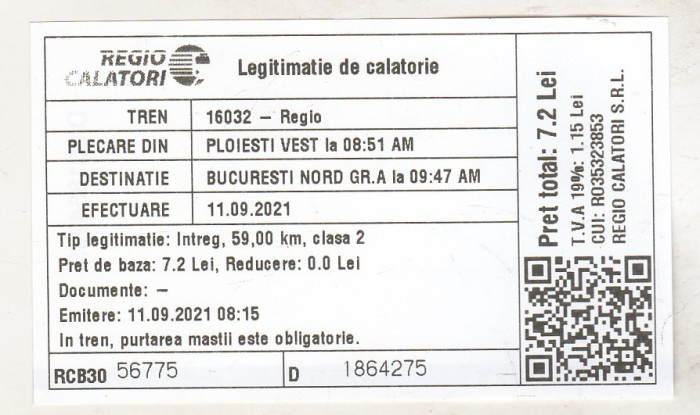 REGIO
CALATORI
Legitimatie de calatorie
TREN 16032 – Regio
PLECARE DIN PLOIESTI VEST la 08:51 AM
DESTINATIE BUCURESTI NORD GR.A la 09:47 AM
EFECTUARE 11.09.2021
Tip legitimatie: Intreg, 59,00 km, clasa 2
Pret de baza: 7.2 Lei, Reducere: 0.0 Lei
Documente: –
Emitere: 11.09.2021 08:15
In tren, purtarea mastii este obligatorie.
RCB30 56775 D 1864275
Pret total: 7.2 Lei
T.V.A 19%: 1.15 Lei
CUI: RO35323853
REGIO CALATORI S.R.L.